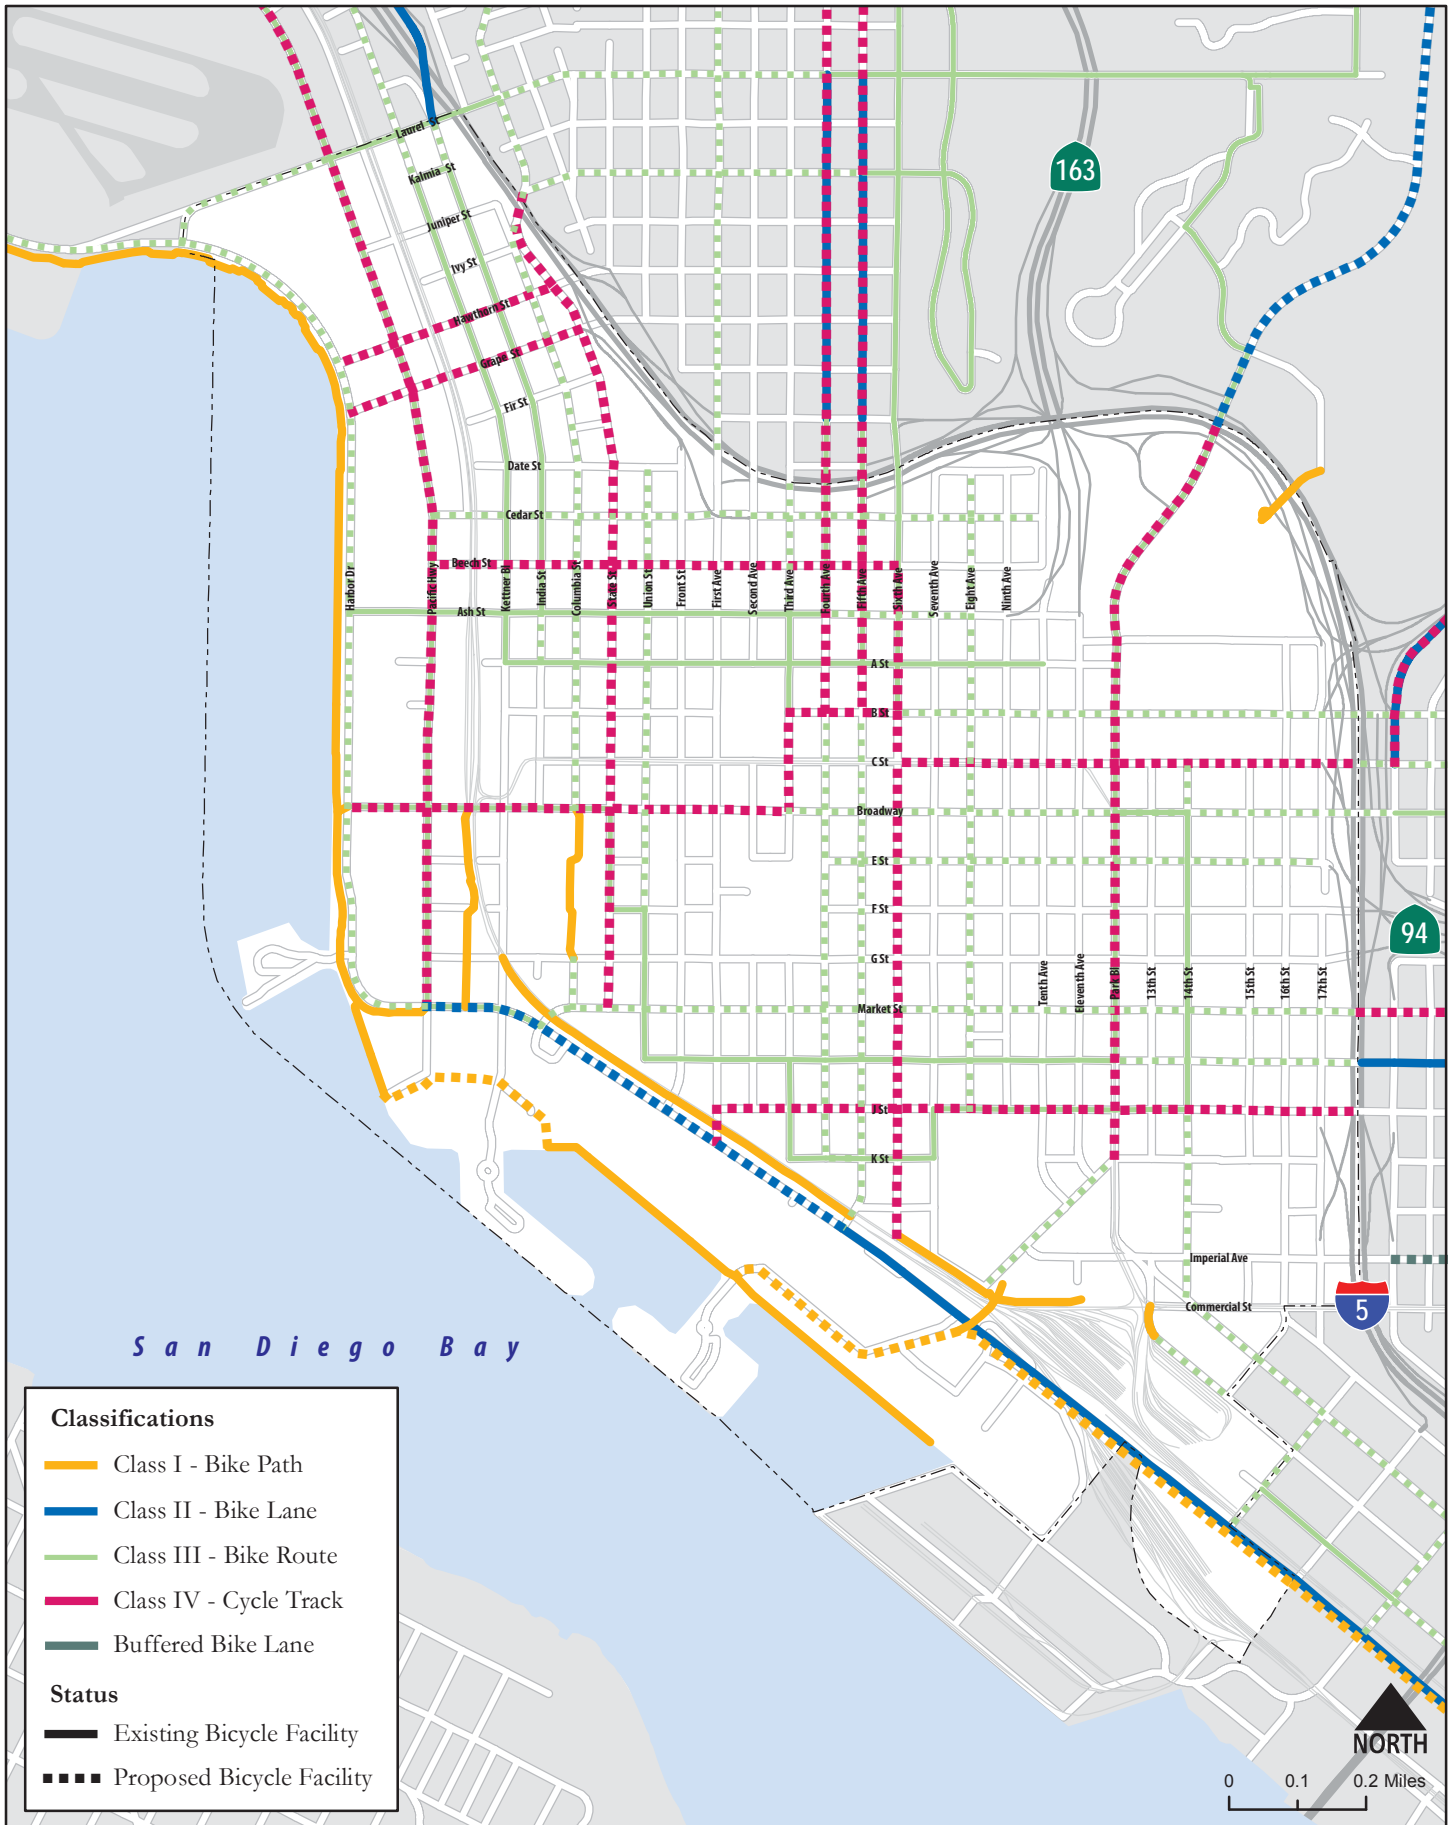 163
Laurel St
Kalmia St
Juniper St
Ivy St
Hawthorn St
Grape St
Fir St
Date St
Cedar St
Beech St
Ash St
Harbor Dr
Pacific Hwy
Kettner Bl
India St
Columbia St
State St
Union St
Front St
First Ave
Second Ave
Third Ave
Fourth Ave
Fifth Ave
Sixth Ave
Seventh Ave
Eight Ave
Ninth Ave
A St
B St
C St
Broadway
E St
F St
94
G St
Tenth Ave
Eleventh Ave
Park Bl
13th St
14th St
15th St
16th St
17th St
Market St
J St
K St
Imperial Ave
Commercial St
5
San Diego Bay
Classifications
Class I - Bike Path
Class II - Bike Lane
Class III - Bike Route
Class IV - Cycle Track
Buffered Bike Lane
Status
Existing Bicycle Facility
Proposed Bicycle Facility
NORTH
0 0.1 0.2 Miles